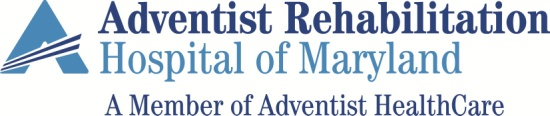 Adventist Rehabilitation
Hospital of Maryland
A Member of Adventist HealthCare